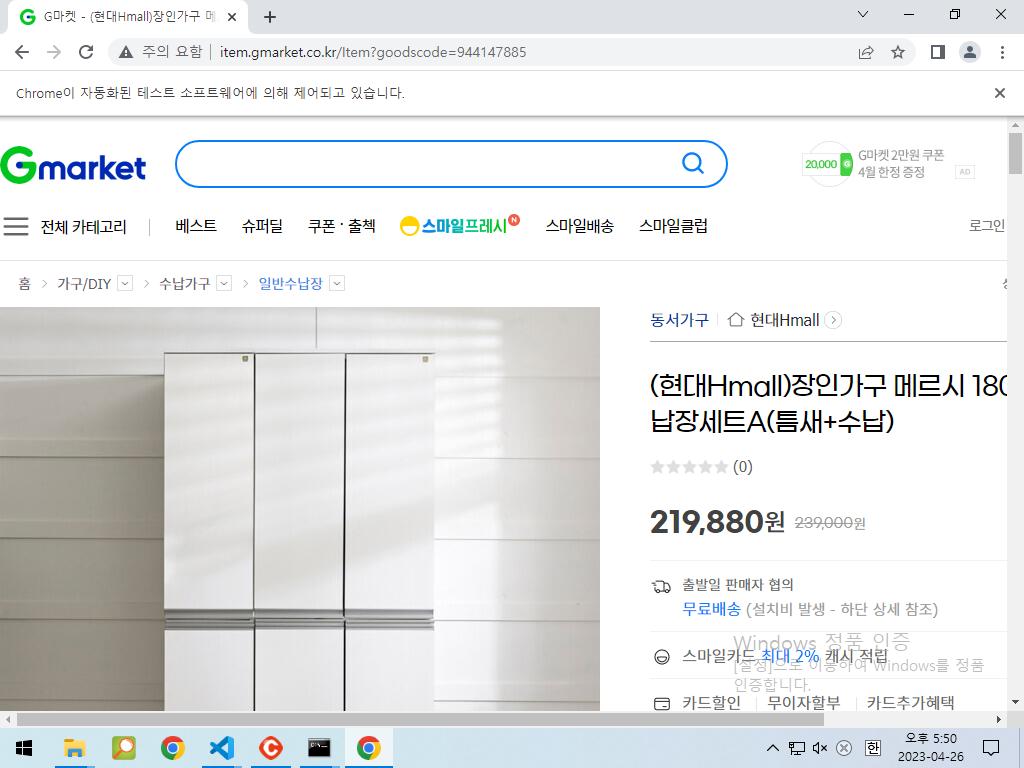 G마켓 - (현대Hmall)장인가구 메
주의 요함
item.gmarket.co.kr/Item?goodscode=944147885
Chrome이 자동화된 테스트 소프트웨어에 의해 제어되고 있습니다.
Gmarket
20,000
G마켓 2만원 쿠폰
4월 한정 증정
AD
전체 카테고리
베스트
슈퍼딜
쿠폰·출첵
스마일프레시
N
스마일배송
스마일클럽
로그인
홈
가구/DIY
수납가구
일반수납장
동서가구
현대Hmall
(현대Hmall)장인가구 메르시 180
납장세트A(틈새+수납)
(0)
219,880원 239,000원
출발일 판매자 협의
무료배송 (설치비 발생 - 하단 상세 참조)
스마일카드 최대 2% 캐시 적립
카드할인
무이자할부
카드추가혜택
Windows 정품 인증
[설정]으로 이동하여 Windows를 정품
인증합니다.
한
오후 5:50
2023-04-26